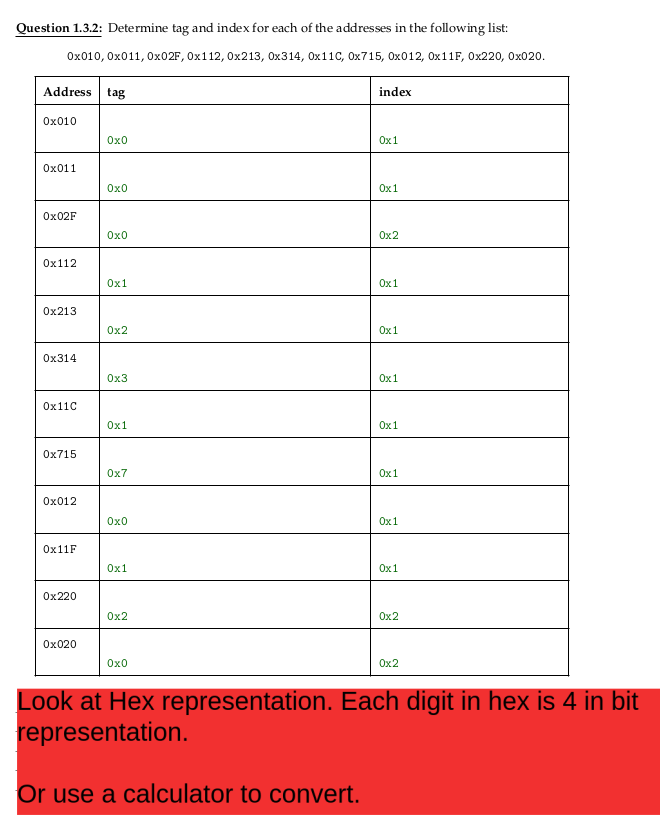 Question 1.3.2: Determine tag and index for each of the addresses in the following list:
0x010, 0x011, 0x02F, 0x112, 0x213, 0x314, 0x11C, 0x715, 0x012, 0x11F, 0x220, 0x020.
Address tag index
0x010
0x0 0x1
0x011
0x0 0x1
0x02F
0x0 0x2
0x112
0x1 0x1
0x213
0x2 0x1
0x314
0x3 0x1
0x11C
0x1 0x1
0x715
0x7 0x1
0x012
0x0 0x1
0x11F
0x1 0x1
0x220
0x2 0x2
0x020
0x0 0x2
Look at Hex representation. Each digit in hex is 4 in bit
representation.
Or use a calculator to convert.